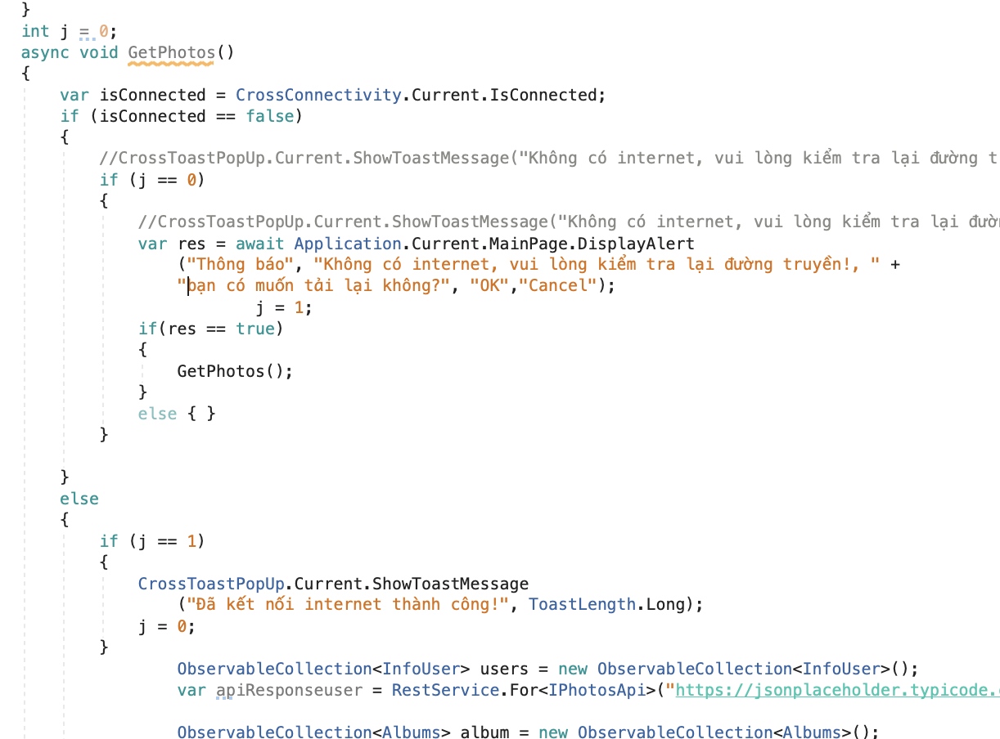 }
int j = 0;
async void GetPhotos()
{
var isConnected = CrossConnectivity.Current.IsConnected;
if (isConnected == false)
{
//CrossToastPopUp.Current.ShowToastMessage("Không có internet, vui lòng kiểm tra lại đường t
if (j == 0)
{
//CrossToastPopUp.Current.ShowToastMessage("Không có internet, vui lòng kiểm tra lại
var res = await Application.Current.MainPage.DisplayAlert
("Thông báo", "Không có internet, vui lòng kiểm tra lại đường truyền!, " +
"bạn có muốn tải lại không?", "OK","Cancel");
j = 1;
if(res == true)
{
GetPhotos();
}
else { }
}
}
else
{
if (j == 1)
{
CrossToastPopUp.Current.ShowToastMessage
("Đã kết nối internet thành công!", ToastLength.Long);
j = 0;
}
ObservableCollection<InfoUser> users = new ObservableCollection<InfoUser>();
var apiResponseuser = RestService.For<IPhotosApi>("https://jsonplaceholder.typicode.
ObservableCollection<Albums> album = new ObservableCollection<Albums>();